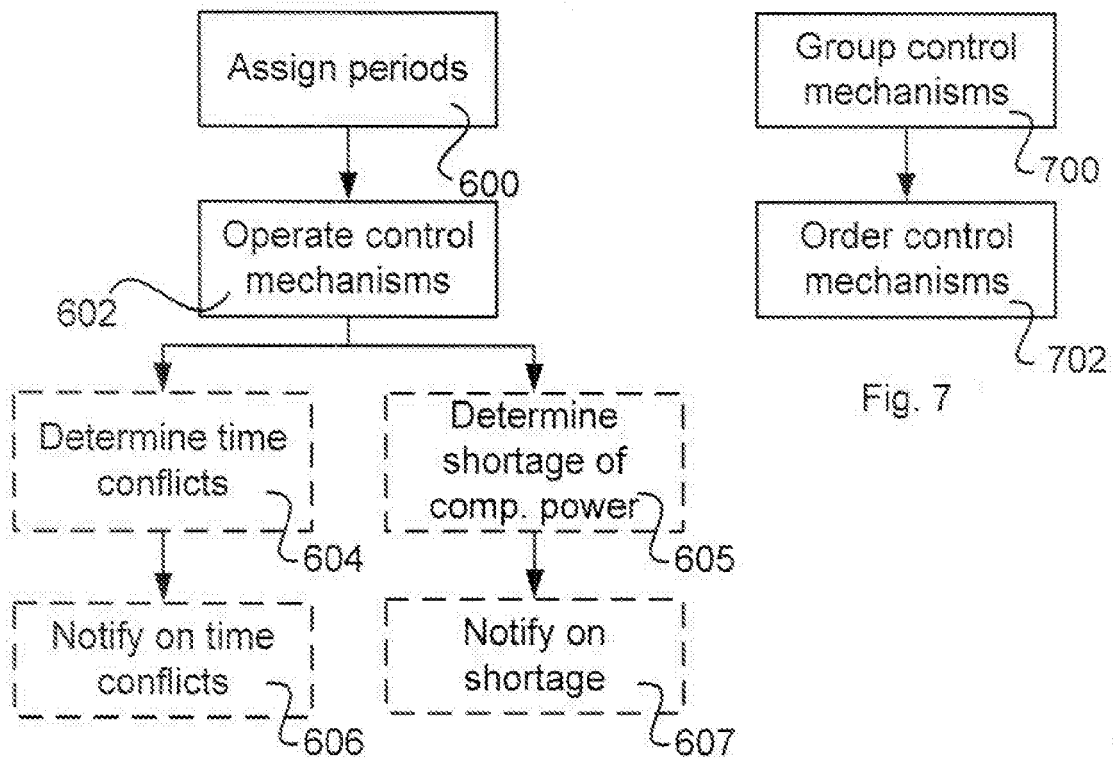 Assign periods
600
Operate control
mechanisms
602
Determine time
conflicts
604
Determine
shortage of
comp. power
605
Notify on time
conflicts
606
Notify on
shortage
607
Group control
mechanisms
700
Order control
mechanisms
702
Fig. 7